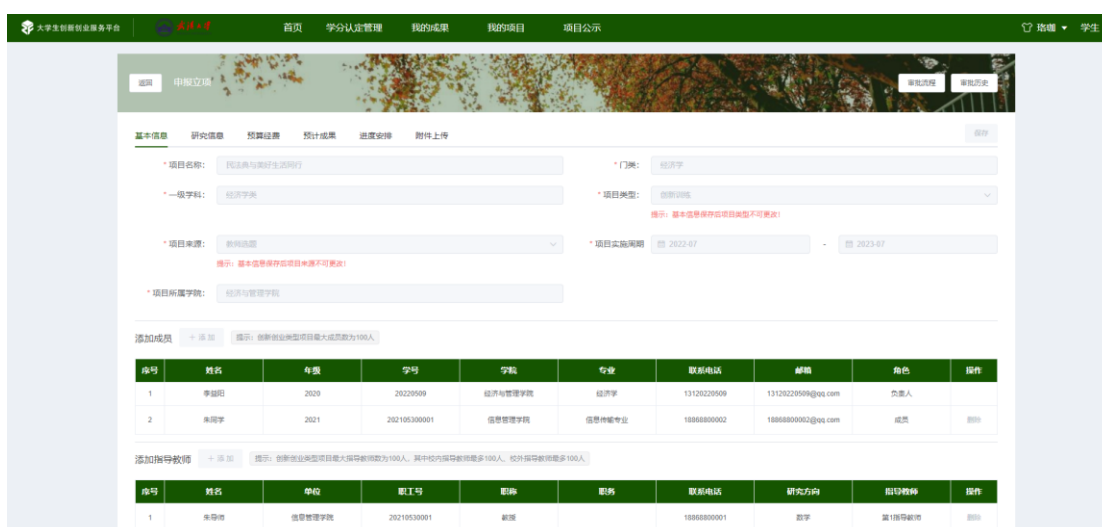 大学生创新创业服务平台 首页 学分认定管理 我的成果 我的项目 项目公示 珞珈 学生
返回 申报立项 审批流程 审批历史
基本信息 研究信息 预算经费 预计成果 进度安排 附件上传 保存
* 项目名称: 民法典与美好生活同行 * 门类: 经济学
* 一级学科: 经济学类 * 项目类型: 创新训练
提示：基本信息保存后项目类型不可更改!
* 项目来源: 教师选题 * 项目实施周期 2022-07 - 2023-07
提示：基本信息保存后项目来源不可更改!
* 项目所属学院: 经济与管理学院
添加成员 + 添加 提示：创新创业类型项目最大成员数为100人
序号 姓名 年级 学号 学院 专业 联系电话 邮箱 角色 操作
1 2020 20220509 经济与管理学院 经济学 13120220509 13120220509@qq.com 负责人
2 朱同学 2021 202105300001 信息管理学院 信息传输专业 18868800002 18868800002@qq.com 成员 删除
添加指导教师 + 添加 提示：创新创业类型项目最大指导教师数为100人，其中校内指导教师最多100人，校外指导教师最多100人
序号 姓名 单位 职工号 职称 职务 联系电话 研究方向 指导教师 操作
1 朱导师 信息管理学院 20210530001 教授 18868800001 数学 第1指导教师 删除